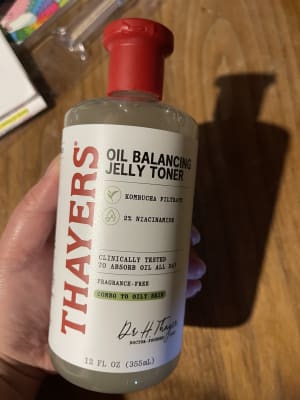 THAYERS®
OIL BALANCING
JELLY TONER
KOMBUCHA FILTRATE
2% NIACINAMIDE
CLINICALLY TESTED
TO ABSORB OIL ALL DAY
FRAGRANCE-FREE
COMBO TO OILY SKIN
Dr H Thayer
12 FL OZ (355mL)